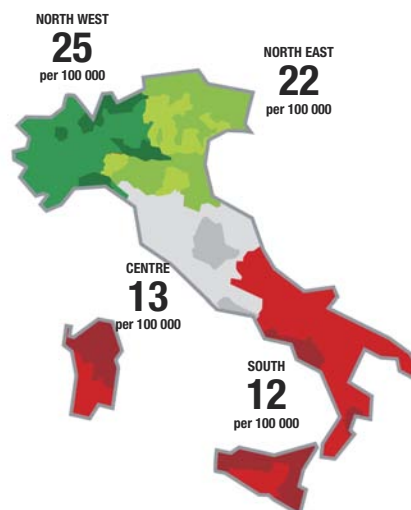 NORTH WEST
25
per 100 000
NORTH EAST
22
per 100 000
CENTRE
13
per 100 000
SOUTH
12
per 100 000